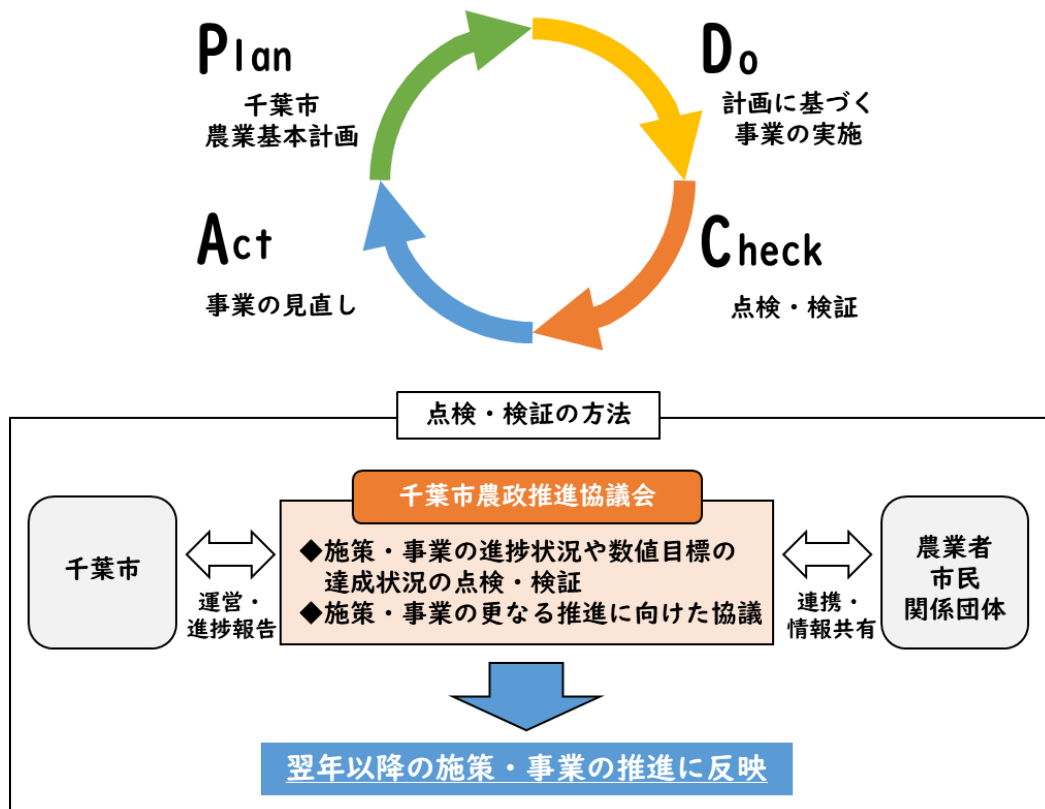 Plan
千葉市
農業基本計画
Do
計画に基づく
事業の実施
Act
事業の見直し
Check
点検・検証
点検・検証の方法
千葉市
運営・
進捗報告
千葉市農政推進協議会
◆施策・事業の進捗状況や数値目標の
達成状況の点検・検証
◆施策・事業の更なる推進に向けた協議
連携・
情報共有
農業者
市民
関係団体
翌年以降の施策・事業の推進に反映